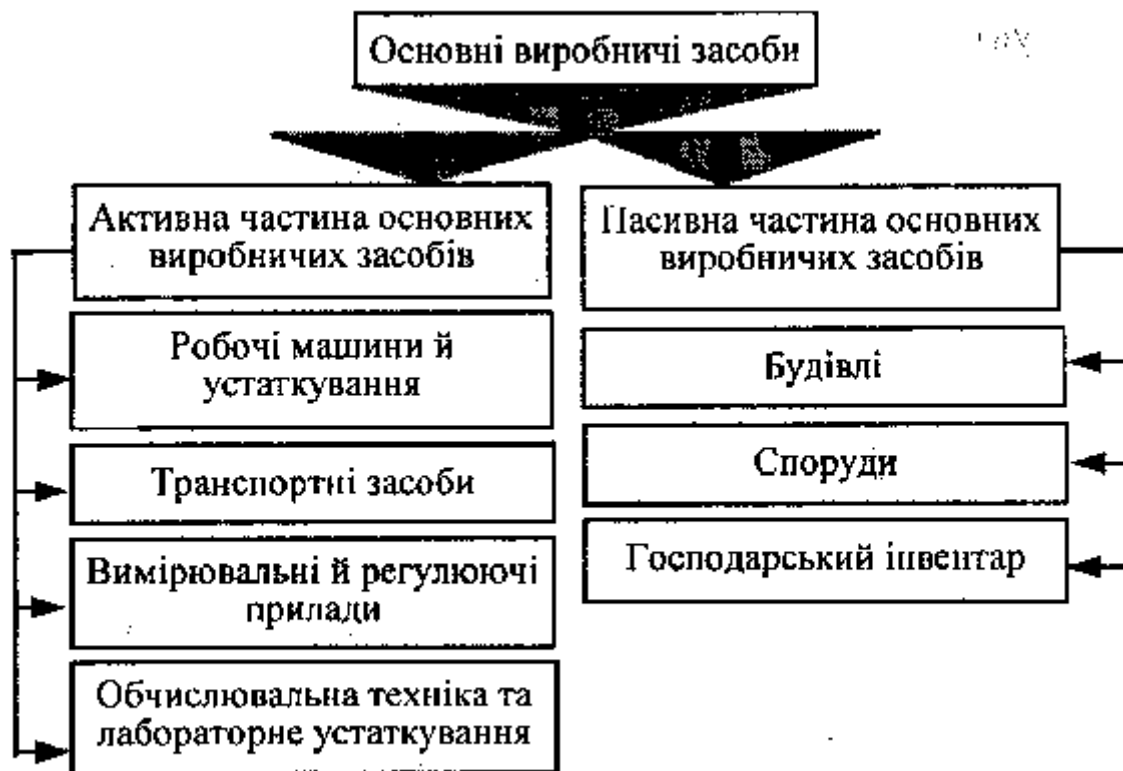 Основні виробничі засоби
Активна частина основних
виробничих засобів
Пасивна частина основних
виробничих засобів
Робочі машини й
устаткування
Транспортні засоби
Вимірювальні й регулюючі
прилади
Обчислювальна техніка та
лабораторне устаткування
Будівлі
Споруди
Господарський інвентар